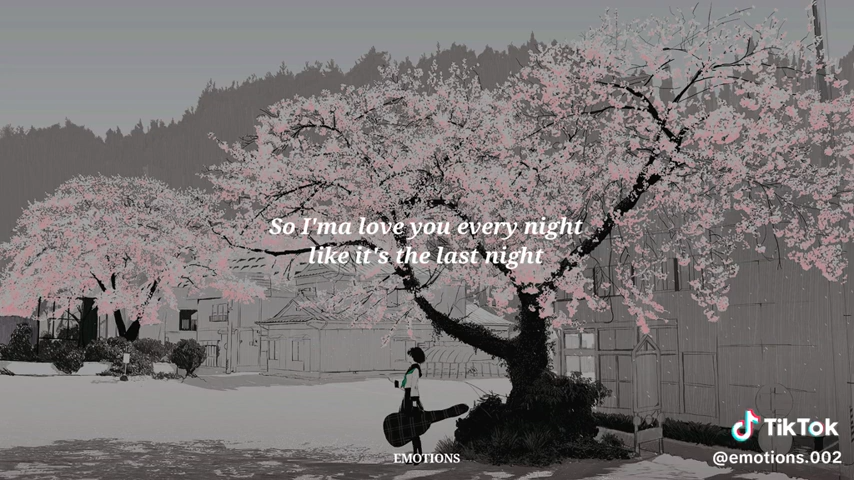 So I'ma love you every night
like it's the last night
EMOTIONS
TikTok
@emotions.002